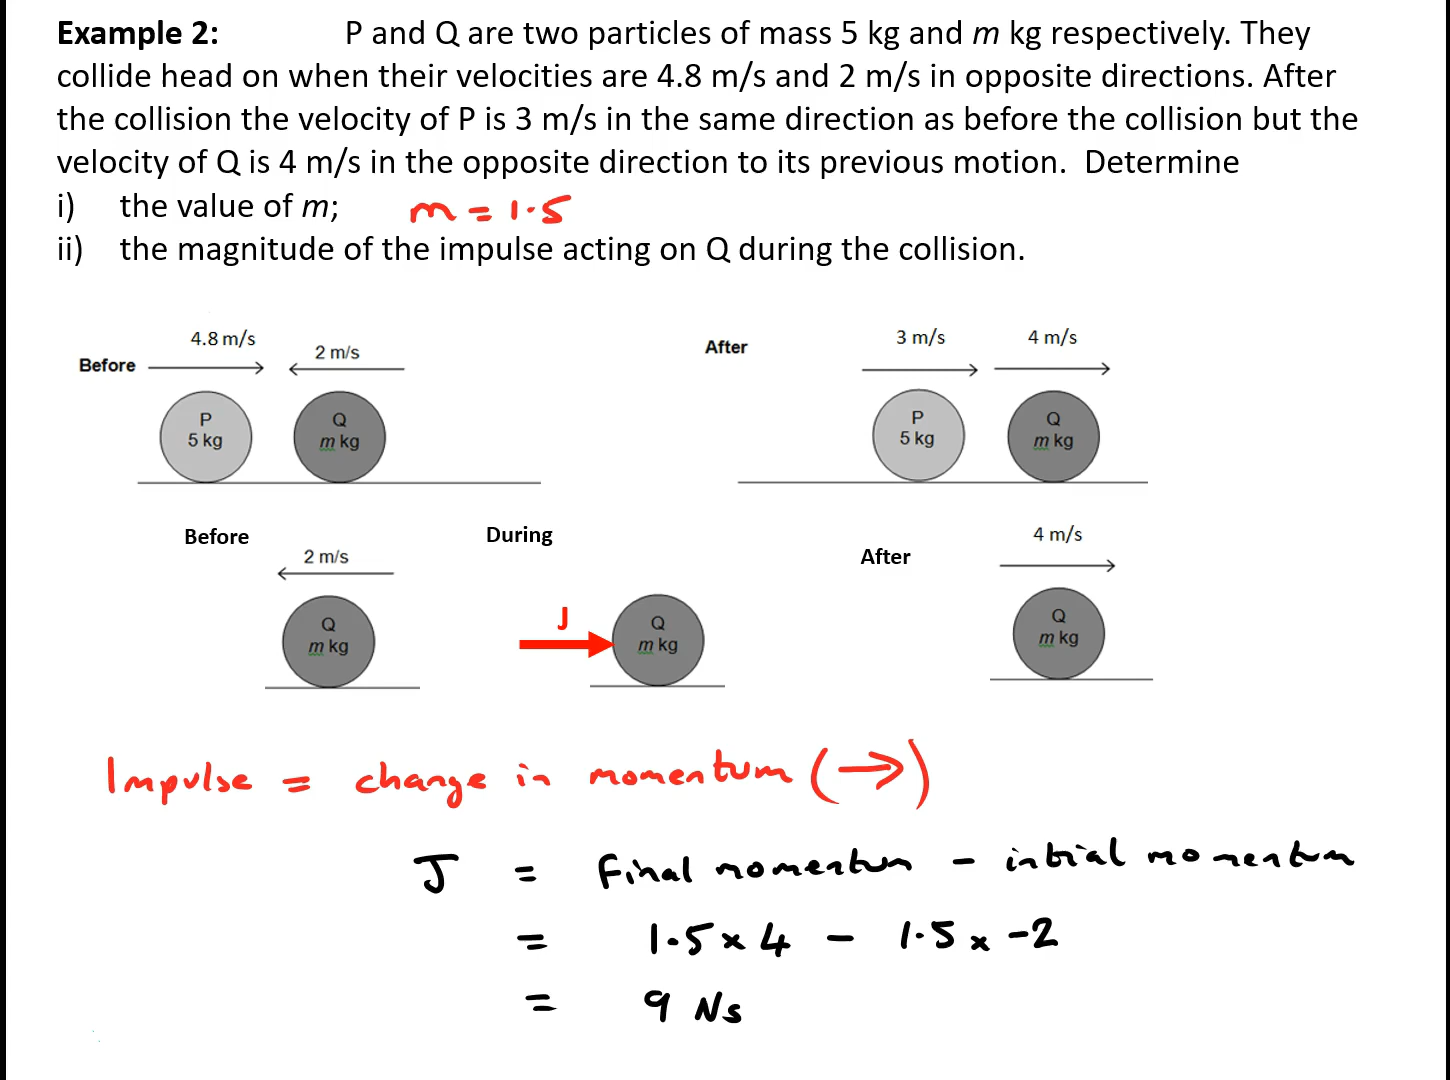 Example 2: P and Q are two particles of mass 5 kg and m kg respectively. They
collide head on when their velocities are 4.8 m/s and 2 m/s in opposite directions. After
the collision the velocity of P is 3 m/s in the same direction as before the collision but the
velocity of Q is 4 m/s in the opposite direction to its previous motion. Determine
i) the value of m; m = 1.5
ii) the magnitude of the impulse acting on Q during the collision.
Before
4.8 m/s
2 m/s
P
5 kg
Q
m kg
After
3 m/s
4 m/s
P
5 kg
Q
m kg
Before
2 m/s
Q
m kg
During
J
Q
m kg
After
4 m/s
Q
m kg
Impulse = change in momentum (→)
J = final momentum - initial momentum
= 1.5 × 4 - 1.5 × -2
= 9 Ns